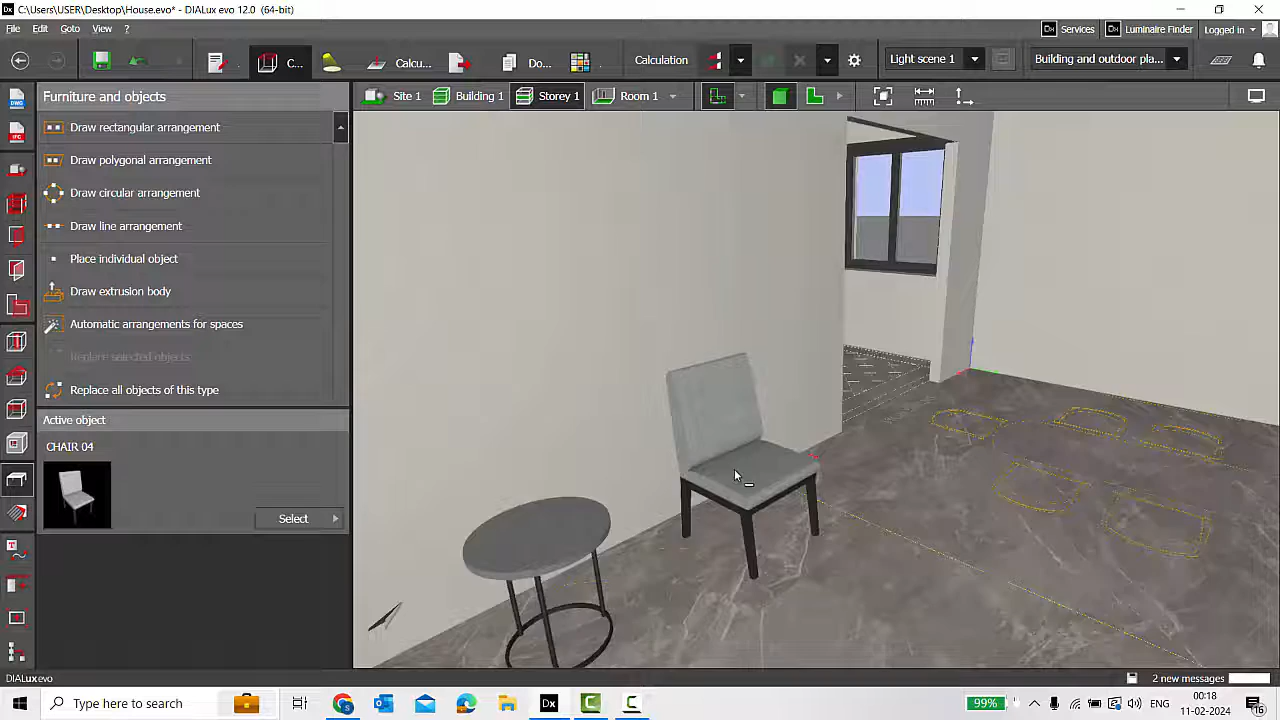 C:\Users\USER\Desktop\House.evo* - DIALux evo 12.0 (64-bit)
File Edit Goto View ?
Dx Services Dx Luminaire Finder Logged in
C... Calcu... Do... Calculation Light scene 1 Building and outdoor pla...
Furniture and objects
Site 1 Building 1 Storey 1 Room 1
Draw rectangular arrangement
Draw polygonal arrangement
Draw circular arrangement
Draw line arrangement
Place individual object
Draw extrusion body
Automatic arrangements for spaces
Replace selected objects
Replace all objects of this type
Active object
CHAIR 04
Select
DIALux evo
2 new messages
Type here to search
99%
ENG
00:18
11-02-2024